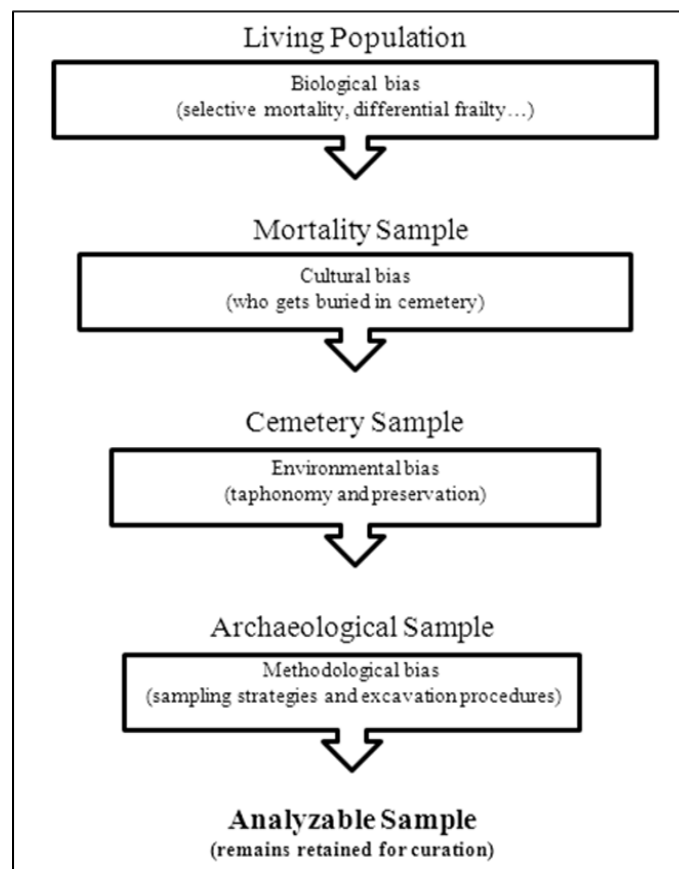 Living Population
Biological bias
(selective mortality, differential frailty…)
Mortality Sample
Cultural bias
(who gets buried in cemetery)
Cemetery Sample
Environmental bias
(taphonomy and preservation)
Archaeological Sample
Methodological bias
(sampling strategies and excavation procedures)
Analyzable Sample
(remains retained for curation)